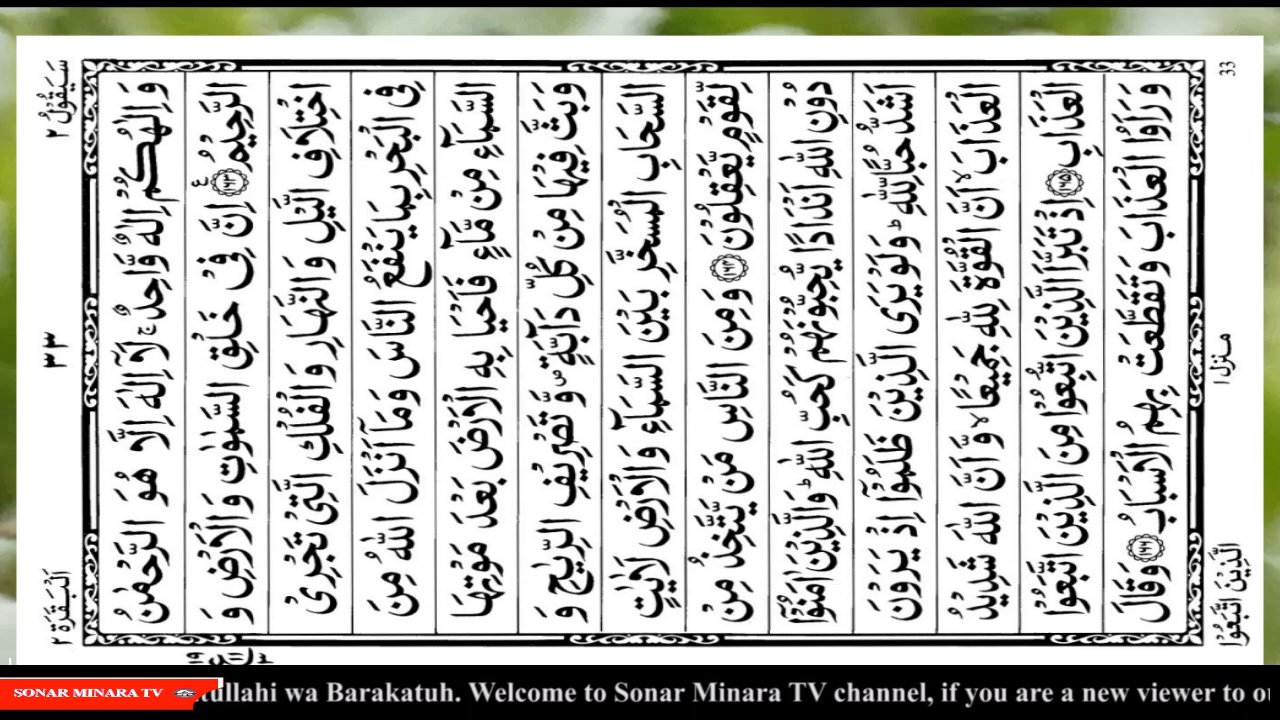 سَيَقُوْلُ ٢
٣٣
اَلْبَقَرَة ٢
وَ اِلٰهُكُمْ اِلٰهٌ وَّاحِدٌ ۚ لَآ اِلٰهَ اِلَّا هُوَ الرَّحْمٰنُ
الرَّحِيْمُ ﴿١٦٣﴾ اِنَّ فِىْ خَلْقِ السَّمٰوٰتِ وَ الْاَرْضِ وَ
اخْتِلَافِ الَّيْلِ وَ النَّهَارِ وَ الْفُلْكِ الَّتِىْ تَجْرِىْ
فِى الْبَحْرِ بِمَا يَنْفَعُ النَّاسَ وَ مَآ اَنْزَلَ اللّٰهُ مِنَ
السَّمَآءِ مِنْ مَّآءٍ فَاَحْيَا بِهِ الْاَرْضَ بَعْدَ مَوْتِهَا
وَ بَثَّ فِيْهَا مِنْ كُلِّ دَآبَّةٍ ۪ وَّ تَصْرِيْفِ الرِّيٰحِ وَ
السَّحَابِ الْمُسَخَّرِ بَيْنَ السَّمَآءِ وَ الْاَرْضِ لَاٰيٰتٍ
لِّقَوْمٍ يَّعْقِلُوْنَ ﴿١٦٤﴾ وَ مِنَ النَّاسِ مَنْ يَّتَّخِذُ مِنْ
دُوْنِ اللّٰهِ اَنْدَادًا يُّحِبُّوْنَهُمْ كَحُبِّ اللّٰهِ ؕ وَ الَّذِيْنَ اٰمَنُوْٓا
اَشَدُّ حُبًّا لِّلّٰهِ ؕ وَ لَوْ يَرَى الَّذِيْنَ ظَلَمُوْٓا اِذْ يَرَوْنَ
الْعَذَابَ ۙ اَنَّ الْقُوَّةَ لِلّٰهِ جَمِيْعًا ۙ وَّ اَنَّ اللّٰهَ شَدِيْدُ
الْعَذَابِ ﴿١٦٥﴾ اِذْ تَبَرَّاَ الَّذِيْنَ اتُّبِعُوْا مِنَ الَّذِيْنَ اتَّبَعُوْا
وَ رَاَوُا الْعَذَابَ وَ تَقَطَّعَتْ بِهِمُ الْاَسْبَابُ ﴿١٦٦﴾ وَ قَالَ
33
منزل ١
الَّذِيْنَ اتَّبَعُوْا
SONAR MINARA TV
tullahi wa Barakatuh. Welcome to Sonar Minara TV channel, if you are a new viewer to ou